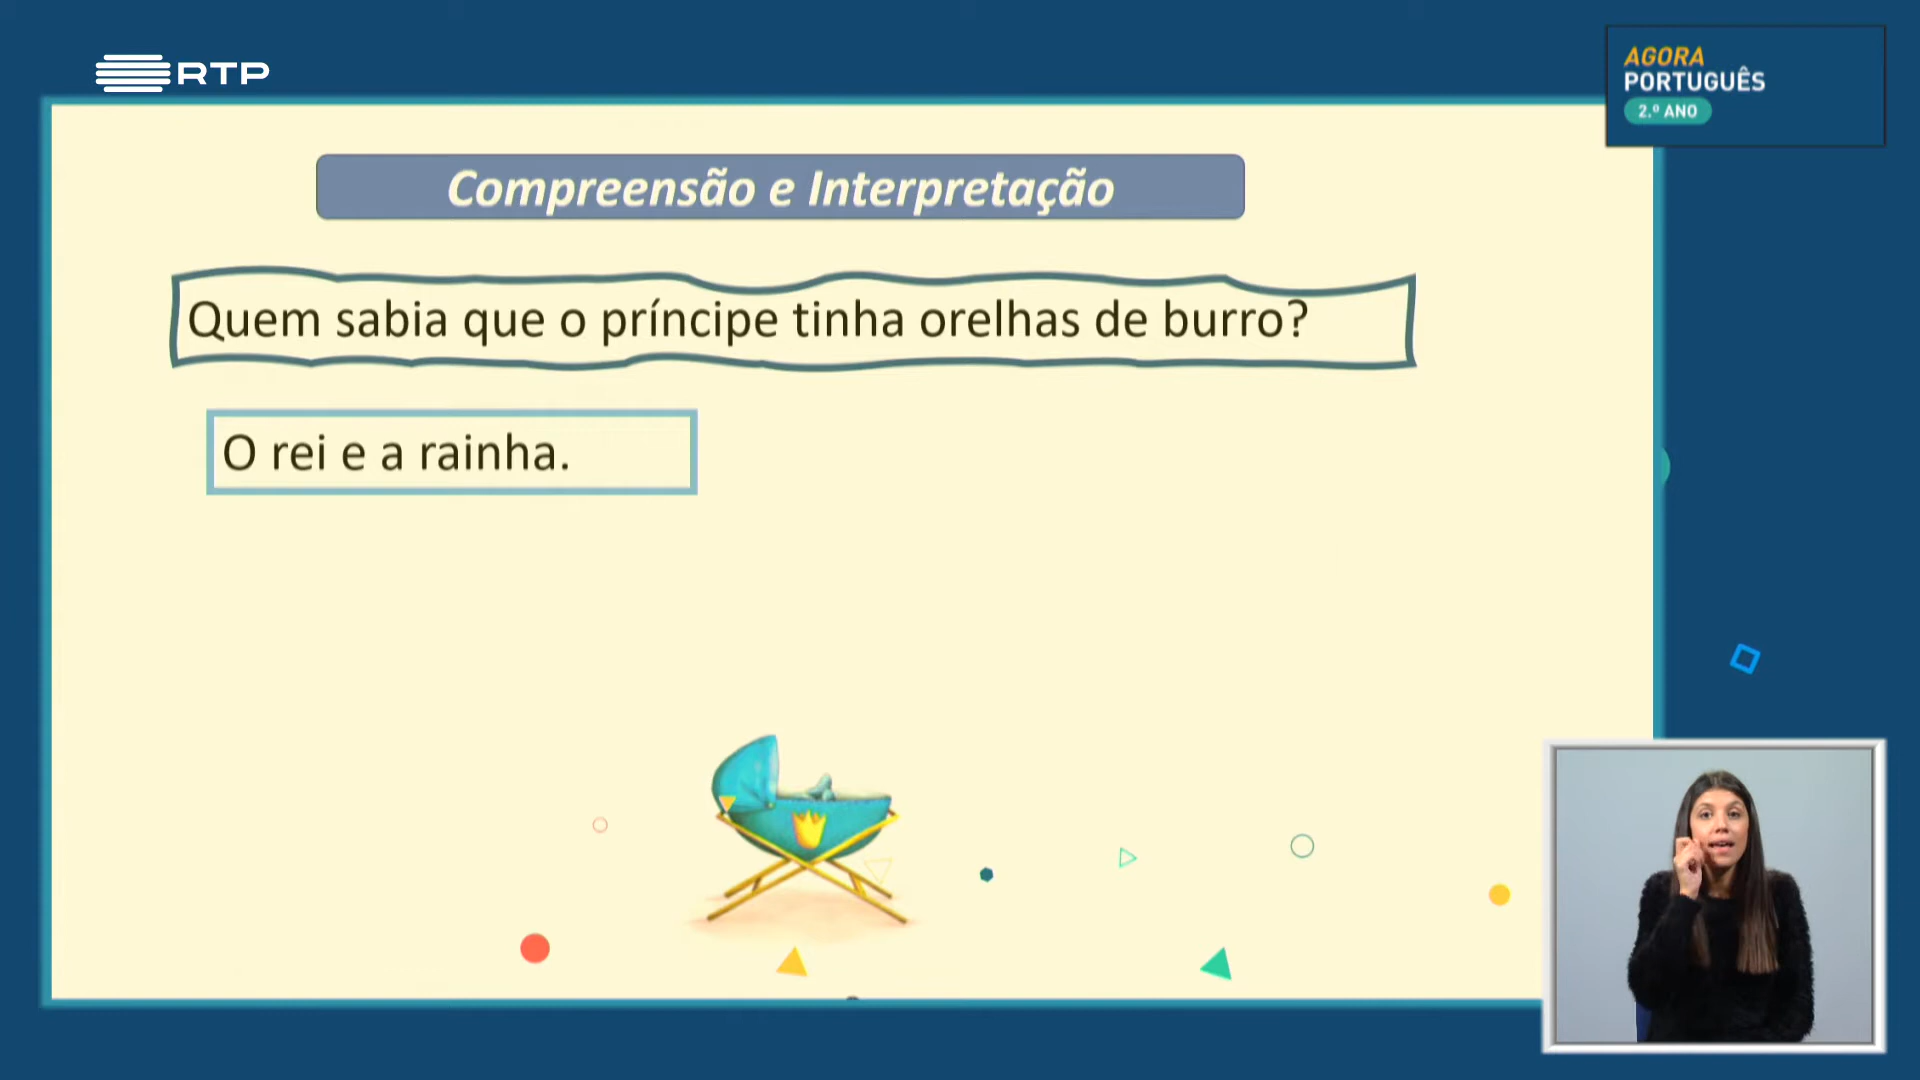 RTP
AGORA
PORTUGUÊS
2.º ANO
Compreensão e Interpretação
Quem sabia que o príncipe tinha orelhas de burro?
O rei e a rainha.